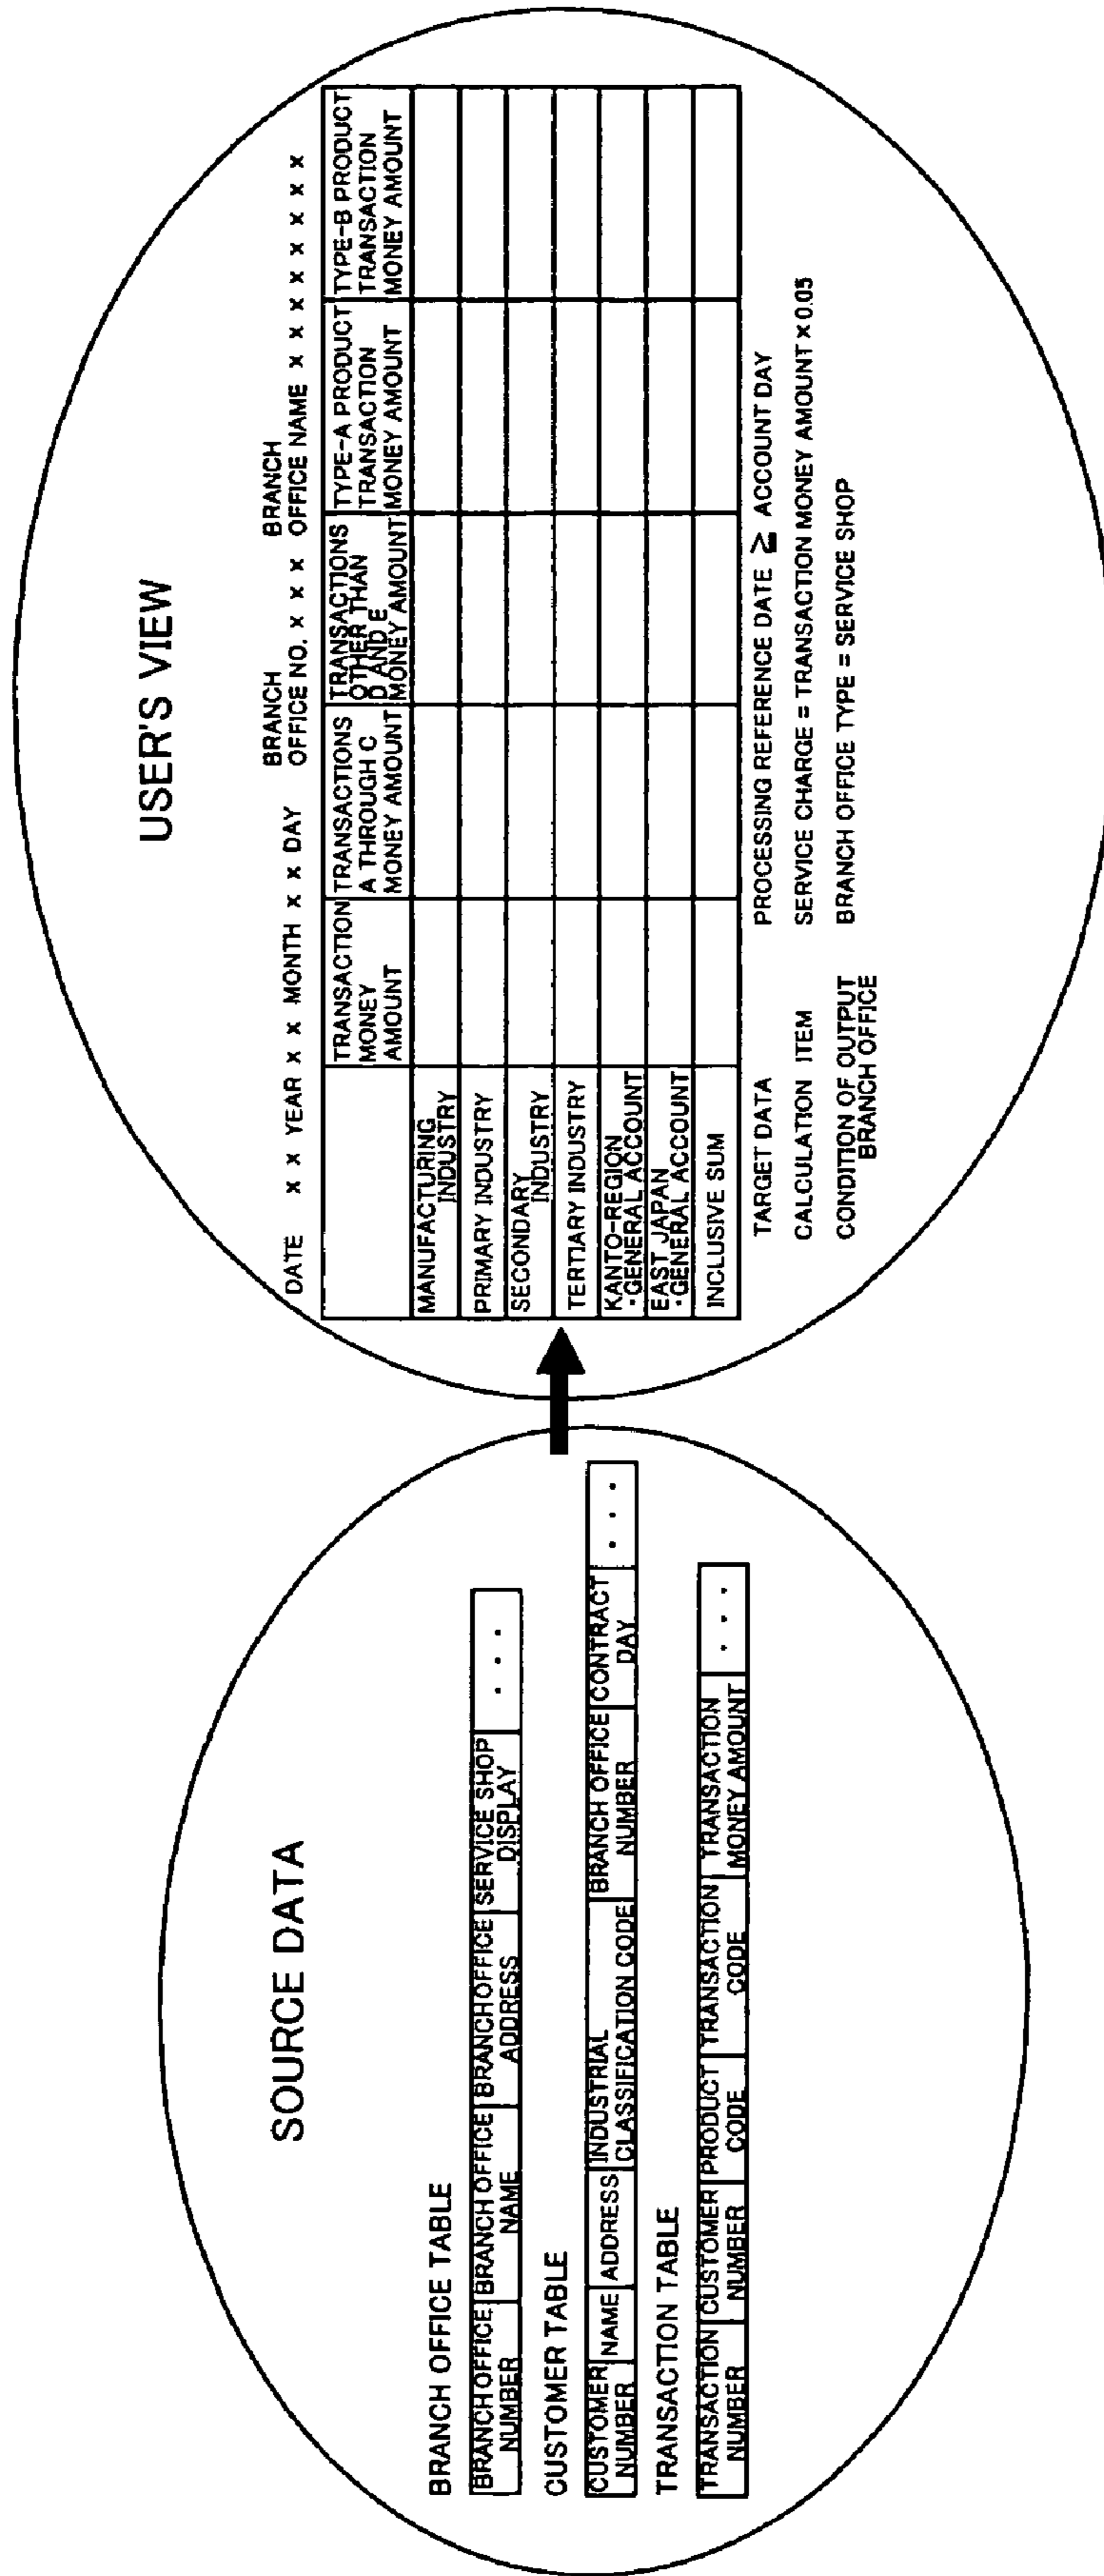 SOURCE DATA
BRANCH OFFICE TABLE
BRANCH OFFICE NUMBER
BRANCH OFFICE NAME
BRANCH OFFICE ADDRESS
SERVICE SHOP DISPLAY
. . .
CUSTOMER TABLE
CUSTOMER NUMBER
NAME
ADDRESS
INDUSTRIAL CLASSIFICATION CODE
BRANCH OFFICE NUMBER
CONTRACT DAY
. . .
TRANSACTION TABLE
TRANSACTION NUMBER
CUSTOMER NUMBER
PRODUCT CODE
TRANSACTION CODE
TRANSACTION MONEY AMOUNT
. . .
USER'S VIEW
DATE x x YEAR x x MONTH x x DAY
BRANCH
OFFICE NO. x x x
BRANCH
OFFICE NAME x x x x x x x
TRANSACTION
MONEY
AMOUNT
TRANSACTIONS
A THROUGH C
MONEY AMOUNT
TRANSACTIONS
OTHER THAN
D AND E
MONEY AMOUNT
TYPE-A PRODUCT
TRANSACTION
MONEY AMOUNT
TYPE-B PRODUCT
TRANSACTION
MONEY AMOUNT
MANUFACTURING
INDUSTRY
PRIMARY INDUSTRY
SECONDARY
INDUSTRY
TERTIARY INDUSTRY
KANTO-REGION
·GENERAL ACCOUNT
EAST JAPAN
·GENERAL ACCOUNT
INCLUSIVE SUM
TARGET DATA PROCESSING REFERENCE DATE ≧ ACCOUNT DAY
CALCULATION ITEM SERVICE CHARGE = TRANSACTION MONEY AMOUNT × 0.05
CONDITION OF OUTPUT BRANCH OFFICE TYPE = SERVICE SHOP
BRANCH OFFICE